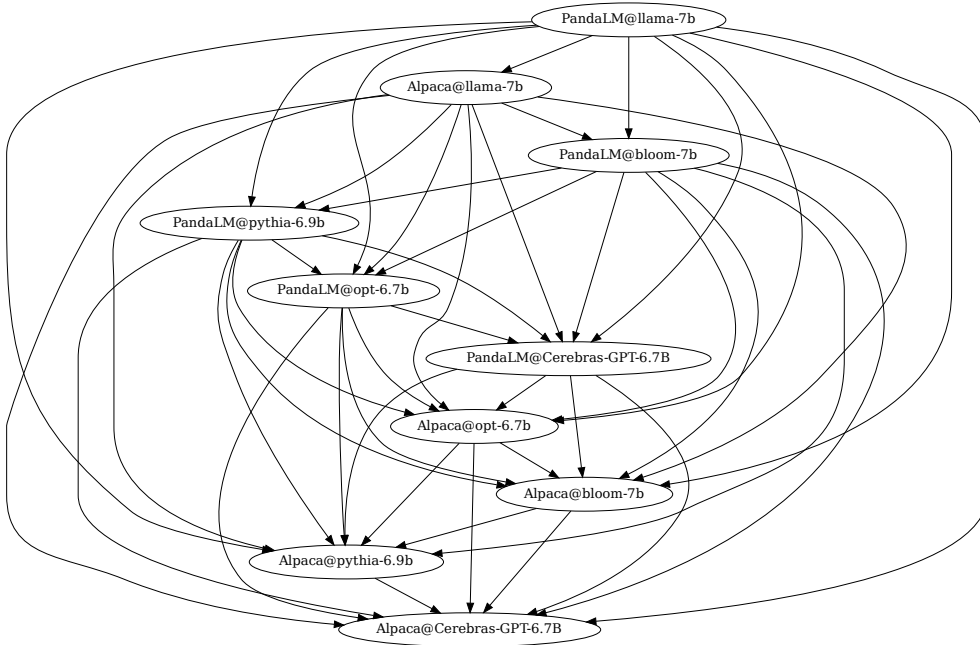 PandaLM@llama-7b
Alpaca@llama-7b
PandaLM@bloom-7b
PandaLM@pythia-6.9b
PandaLM@opt-6.7b
PandaLM@Cerebras-GPT-6.7B
Alpaca@opt-6.7b
Alpaca@bloom-7b
Alpaca@pythia-6.9b
Alpaca@Cerebras-GPT-6.7B